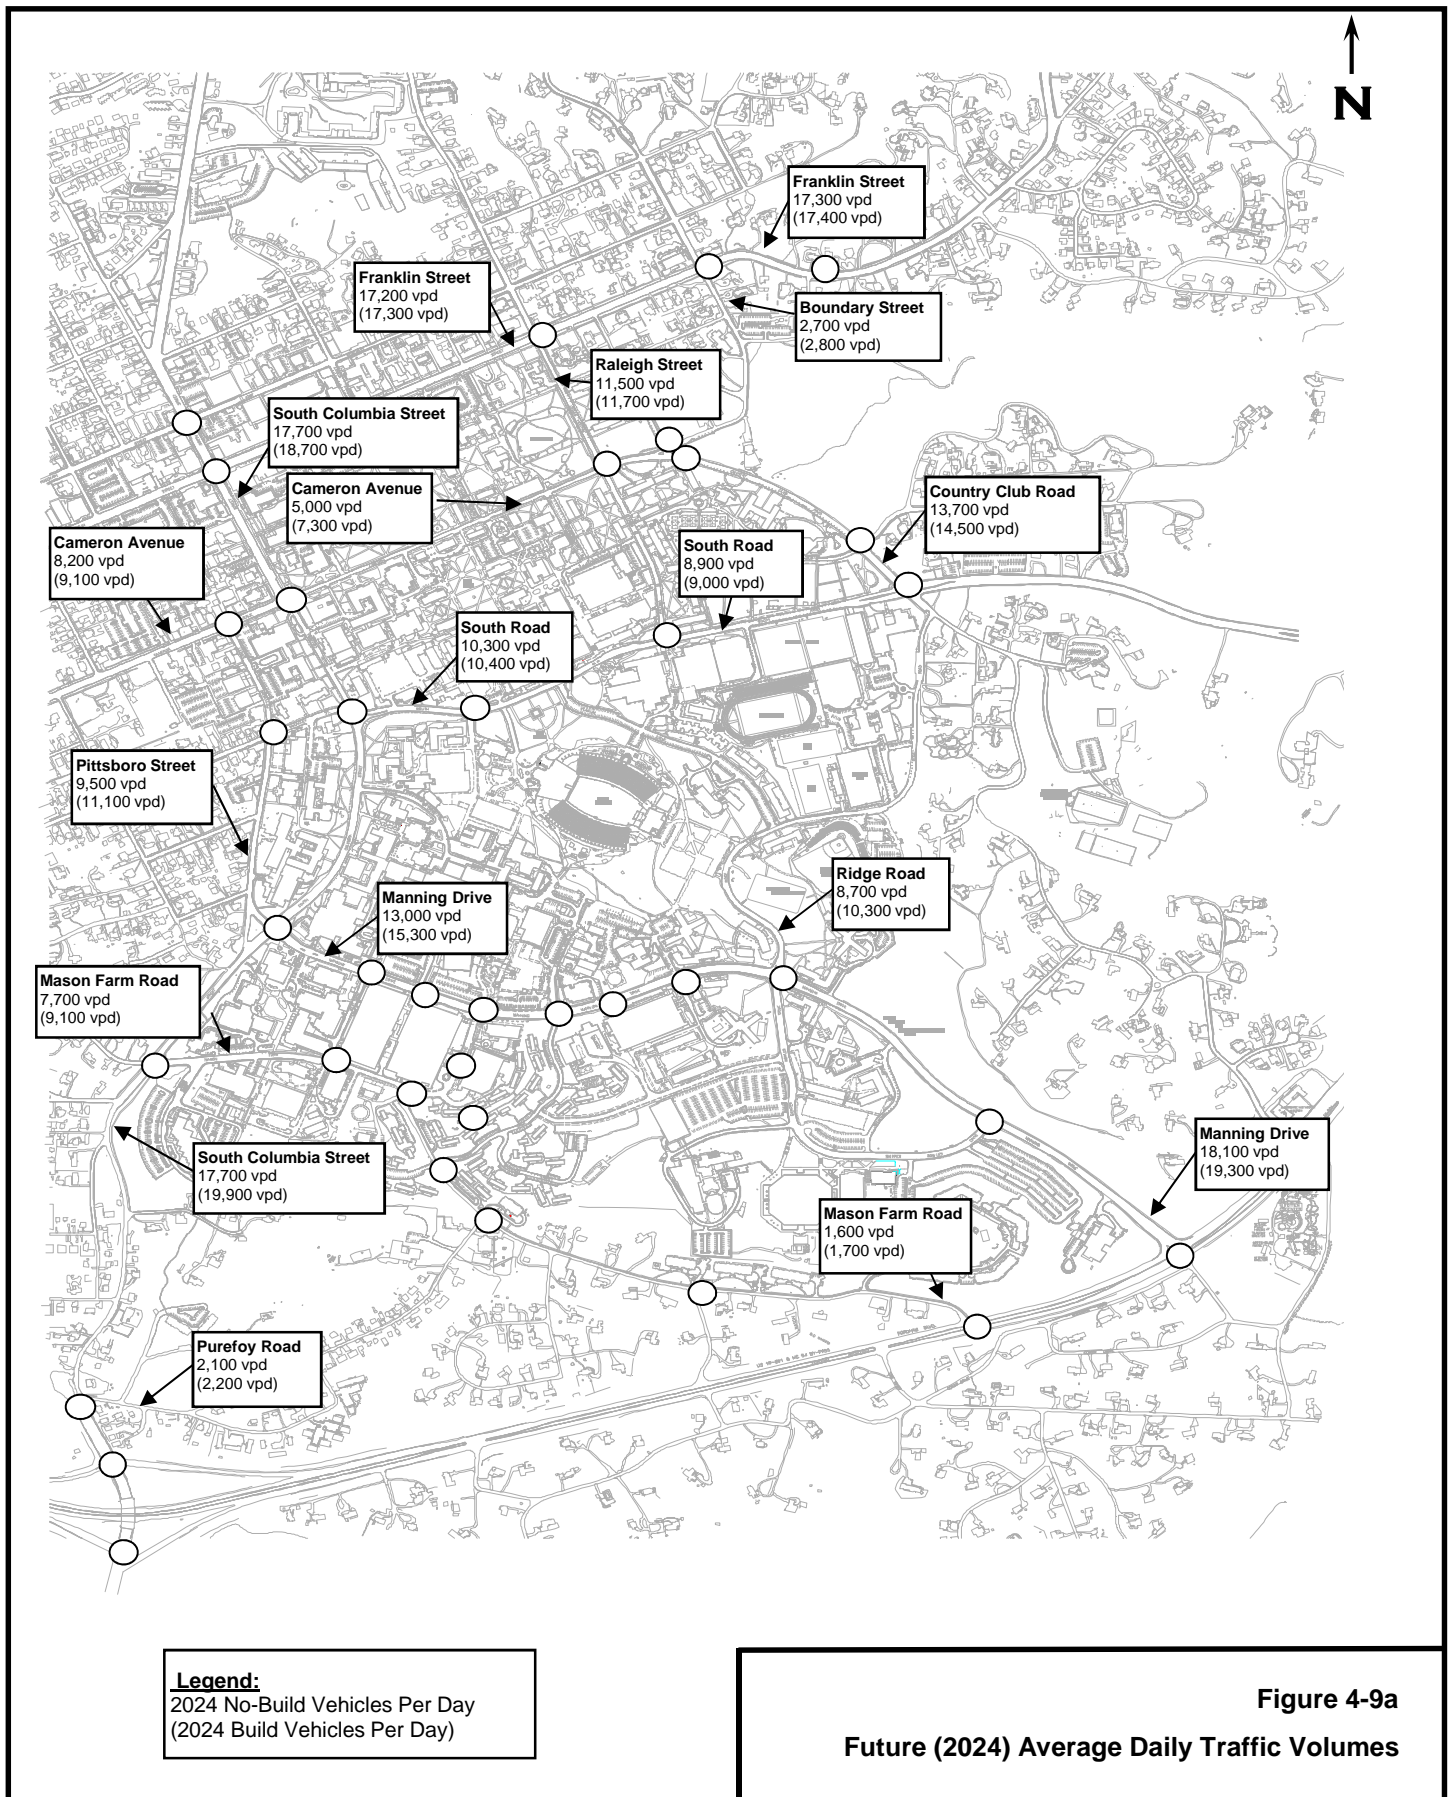 N
Franklin Street
17,300 vpd
(17,400 vpd)
Franklin Street
17,200 vpd
(17,300 vpd)
Boundary Street
2,700 vpd
(2,800 vpd)
Raleigh Street
11,500 vpd
(11,700 vpd)
South Columbia Street
17,700 vpd
(18,700 vpd)
Cameron Avenue
5,000 vpd
(7,300 vpd)
Country Club Road
13,700 vpd
(14,500 vpd)
Cameron Avenue
8,200 vpd
(9,100 vpd)
South Road
8,900 vpd
(9,000 vpd)
South Road
10,300 vpd
(10,400 vpd)
Pittsboro Street
9,500 vpd
(11,100 vpd)
Ridge Road
8,700 vpd
(10,300 vpd)
Manning Drive
13,000 vpd
(15,300 vpd)
Mason Farm Road
7,700 vpd
(9,100 vpd)
Manning Drive
18,100 vpd
(19,300 vpd)
South Columbia Street
17,700 vpd
(19,900 vpd)
Mason Farm Road
1,600 vpd
(1,700 vpd)
Purefoy Road
2,100 vpd
(2,200 vpd)
Legend:
2024 No-Build Vehicles Per Day
(2024 Build Vehicles Per Day)
Figure 4-9a
Future (2024) Average Daily Traffic Volumes